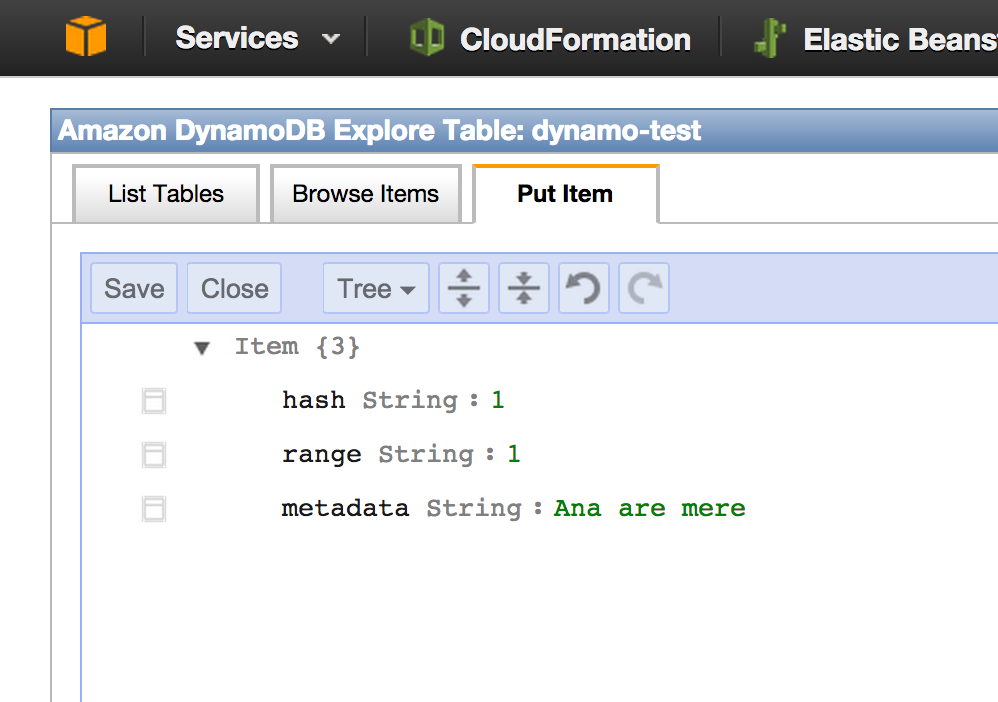 Services CloudFormation Elastic Beans
Amazon DynamoDB Explore Table: dynamo-test
List Tables Browse Items Put Item
Save Close Tree
Item {3}
hash String : 1
range String : 1
metadata String : Ana are mere